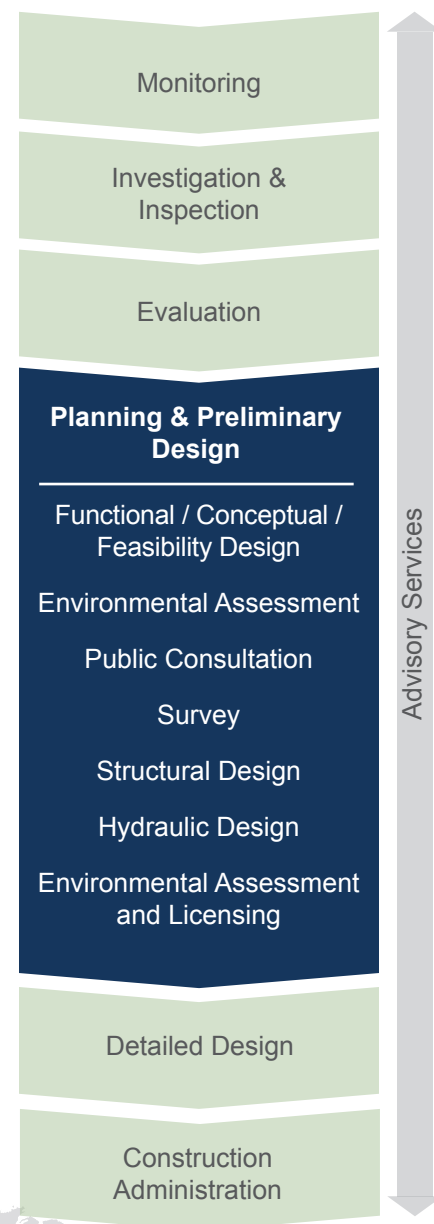 Monitoring
Investigation &
Inspection
Evaluation
Planning & Preliminary
Design
Functional / Conceptual /
Feasibility Design
Environmental Assessment
Public Consultation
Survey
Structural Design
Hydraulic Design
Environmental Assessment
and Licensing
Detailed Design
Construction
Administration
Advisory Services